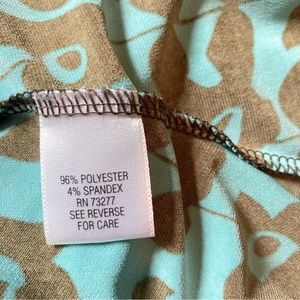 96% POLYESTER
4% SPANDEX
RN 73277
SEE REVERSE
FOR CARE